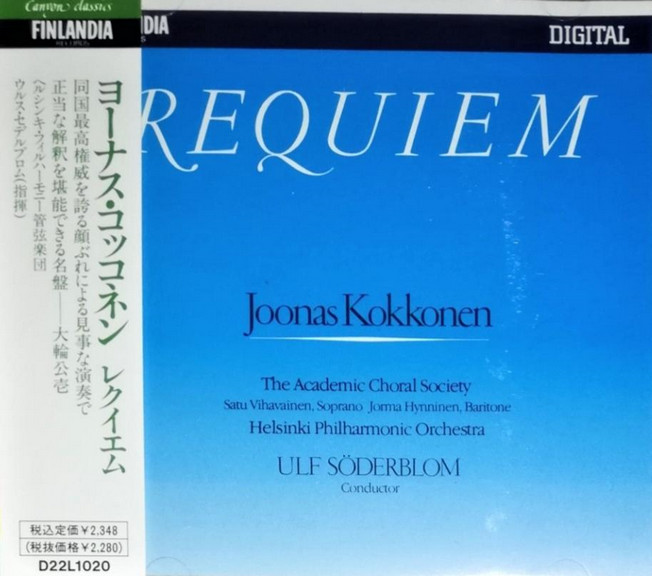 Canyon classics
FINLANDIA
ヨーナス・コッコネン レクイエム
同国最高権威を誇る顔ぶれによる見事な演奏で
正当な解釈を堪能できる名盤――大輪公壱
ヘルシンキ・フィルハーモニー管弦楽団
ウルス・セデルブロム(指揮)
税込定価¥2,348
(税抜価格¥2,280)
D22L1020
DIA
DIGITAL
REQUIEM
Joonas Kokkonen
The Academic Choral Society
Satu Vihavainen, Soprano Jorma Hynninen, Baritone
Helsinki Philharmonic Orchestra
ULF SÖDERBLOM
Conductor